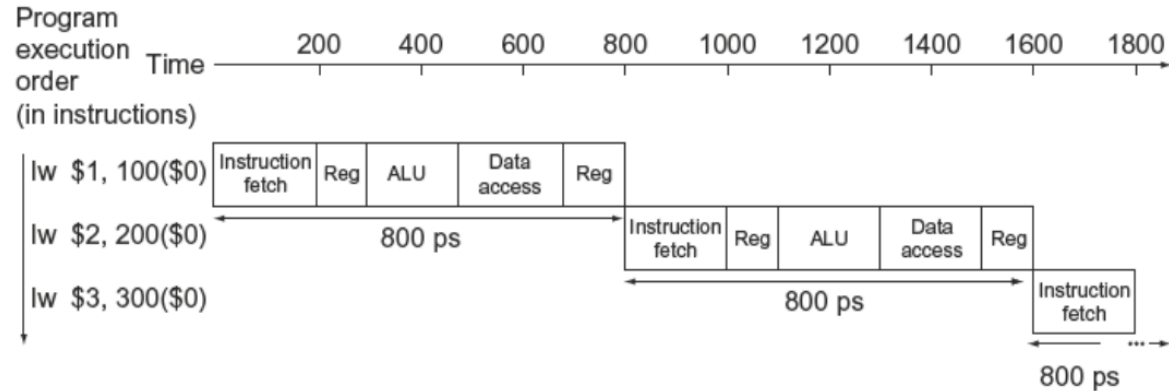 Program
execution
order
(in instructions)
Time
200 400 600 800 1000 1200 1400 1600 1800
lw $1, 100($0)
Instruction
fetch
Reg
ALU
Data
access
Reg
800 ps
lw $2, 200($0)
Instruction
fetch
Reg
ALU
Data
access
Reg
800 ps
lw $3, 300($0)
Instruction
fetch
...
800 ps